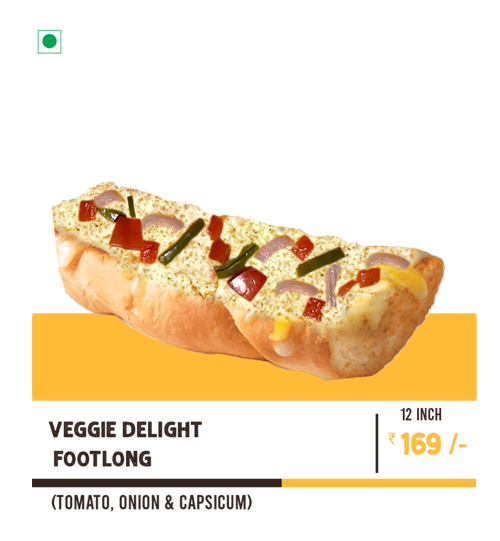 VEGGIE DELIGHT
FOOTLONG
12 INCH
₹ 169 /-
(TOMATO, ONION & CAPSICUM)